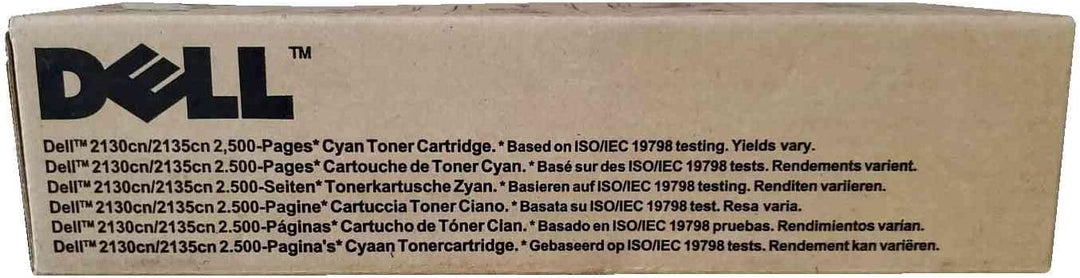 DELL™
Dell™ 2130cn/2135cn 2,500-Pages* Cyan Toner Cartridge. * Based on ISO/IEC 19798 testing. Yields vary.
Dell™ 2130cn/2135cn 2.500-Pages* Cartouche de Toner Cyan. * Basé sur des ISO/IEC 19798 tests. Rendements varient.
Dell™ 2130cn/2135cn 2.500-Seiten* Tonerkartusche Zyan. * Basieren auf ISO/IEC 19798 testing. Renditen variieren.
Dell™ 2130cn/2135cn 2.500-Pagine* Cartuccia Toner Ciano. * Basata su ISO/IEC 19798 test. Resa varia.
Dell™ 2130cn/2135cn 2.500-Páginas* Cartucho de Tóner Cian. * Basado en ISO/IEC 19798 pruebas. Rendimientos varían.
Dell™ 2130cn/2135cn 2.500-Pagina's* Cyaan Tonercartridge. * Gebaseerd op ISO/IEC 19798 tests. Rendement kan variëren.